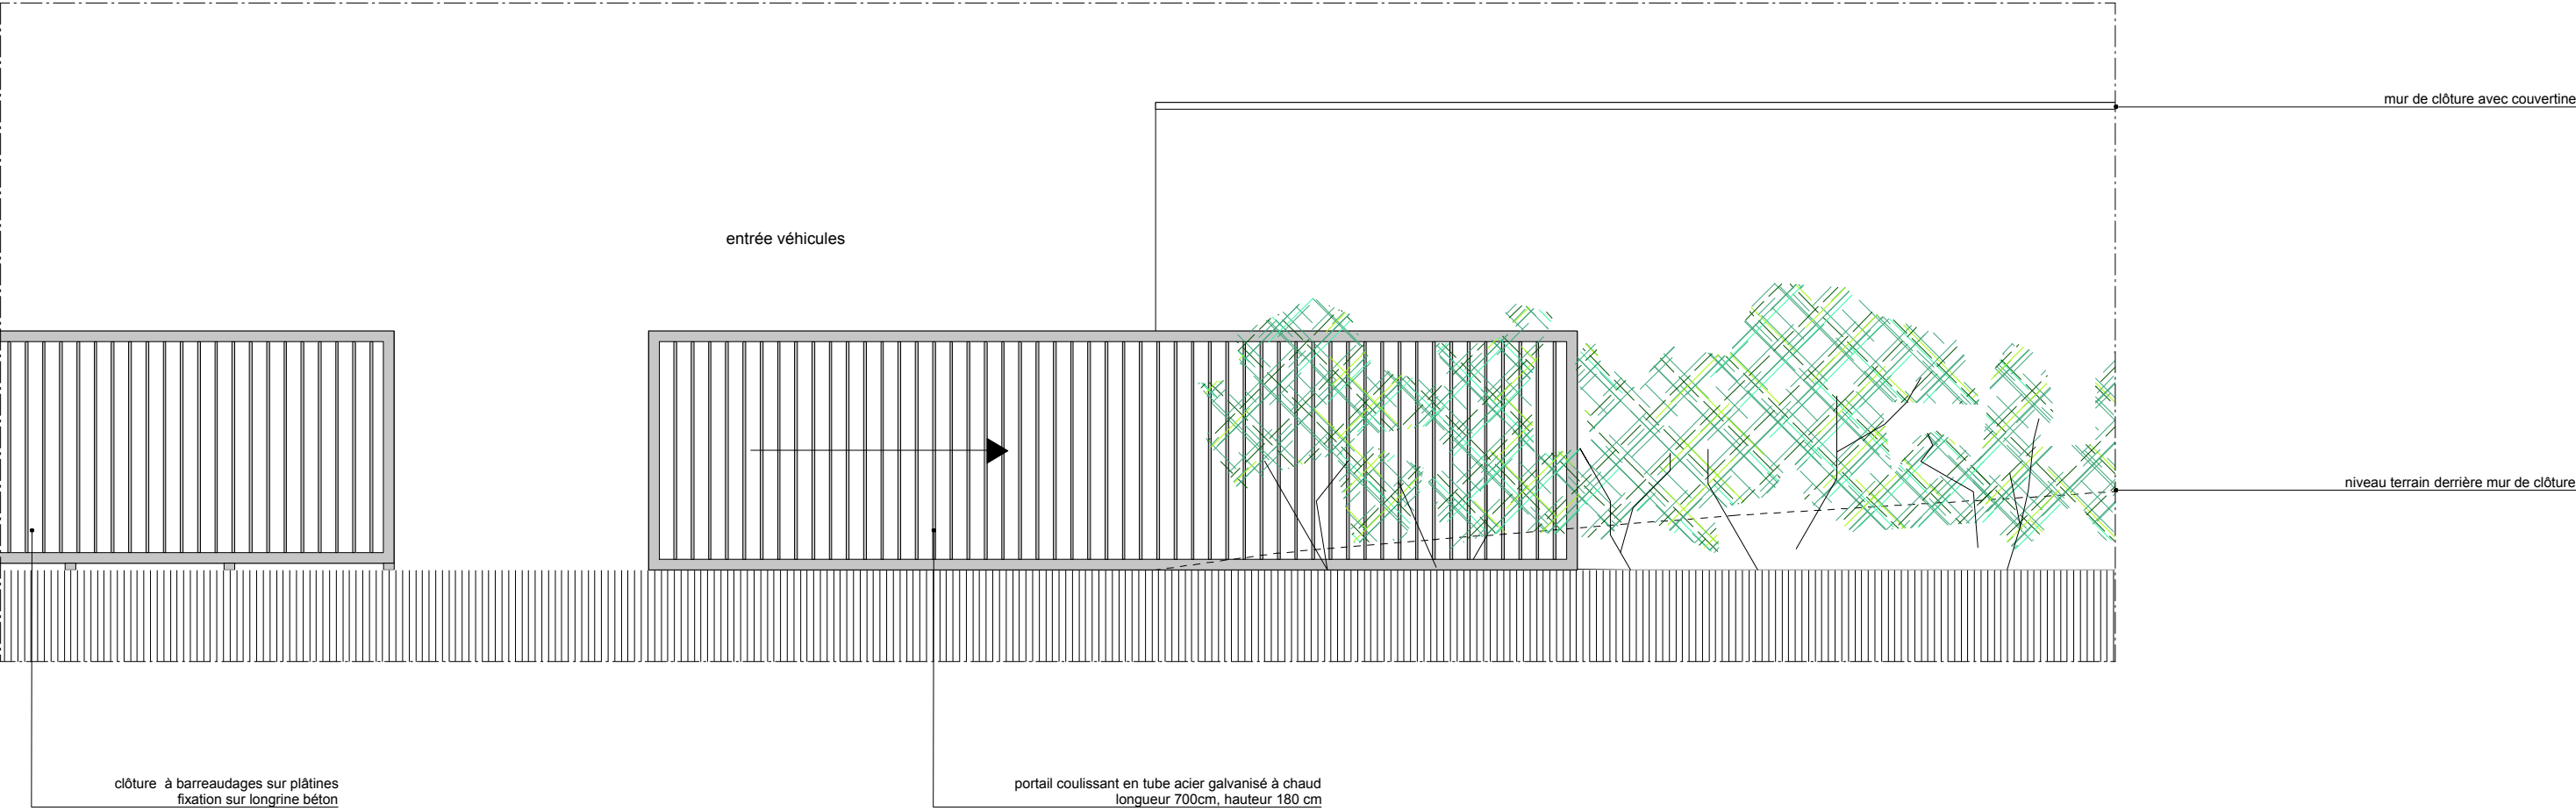 mur de clôture avec couvertine
entrée véhicules
niveau terrain derrière mur de clôture
clôture  à barreaudages sur plâtines
fixation sur longrine béton
portail coulissant en tube acier galvanisé à chaud
longueur 700cm, hauteur 180 cm